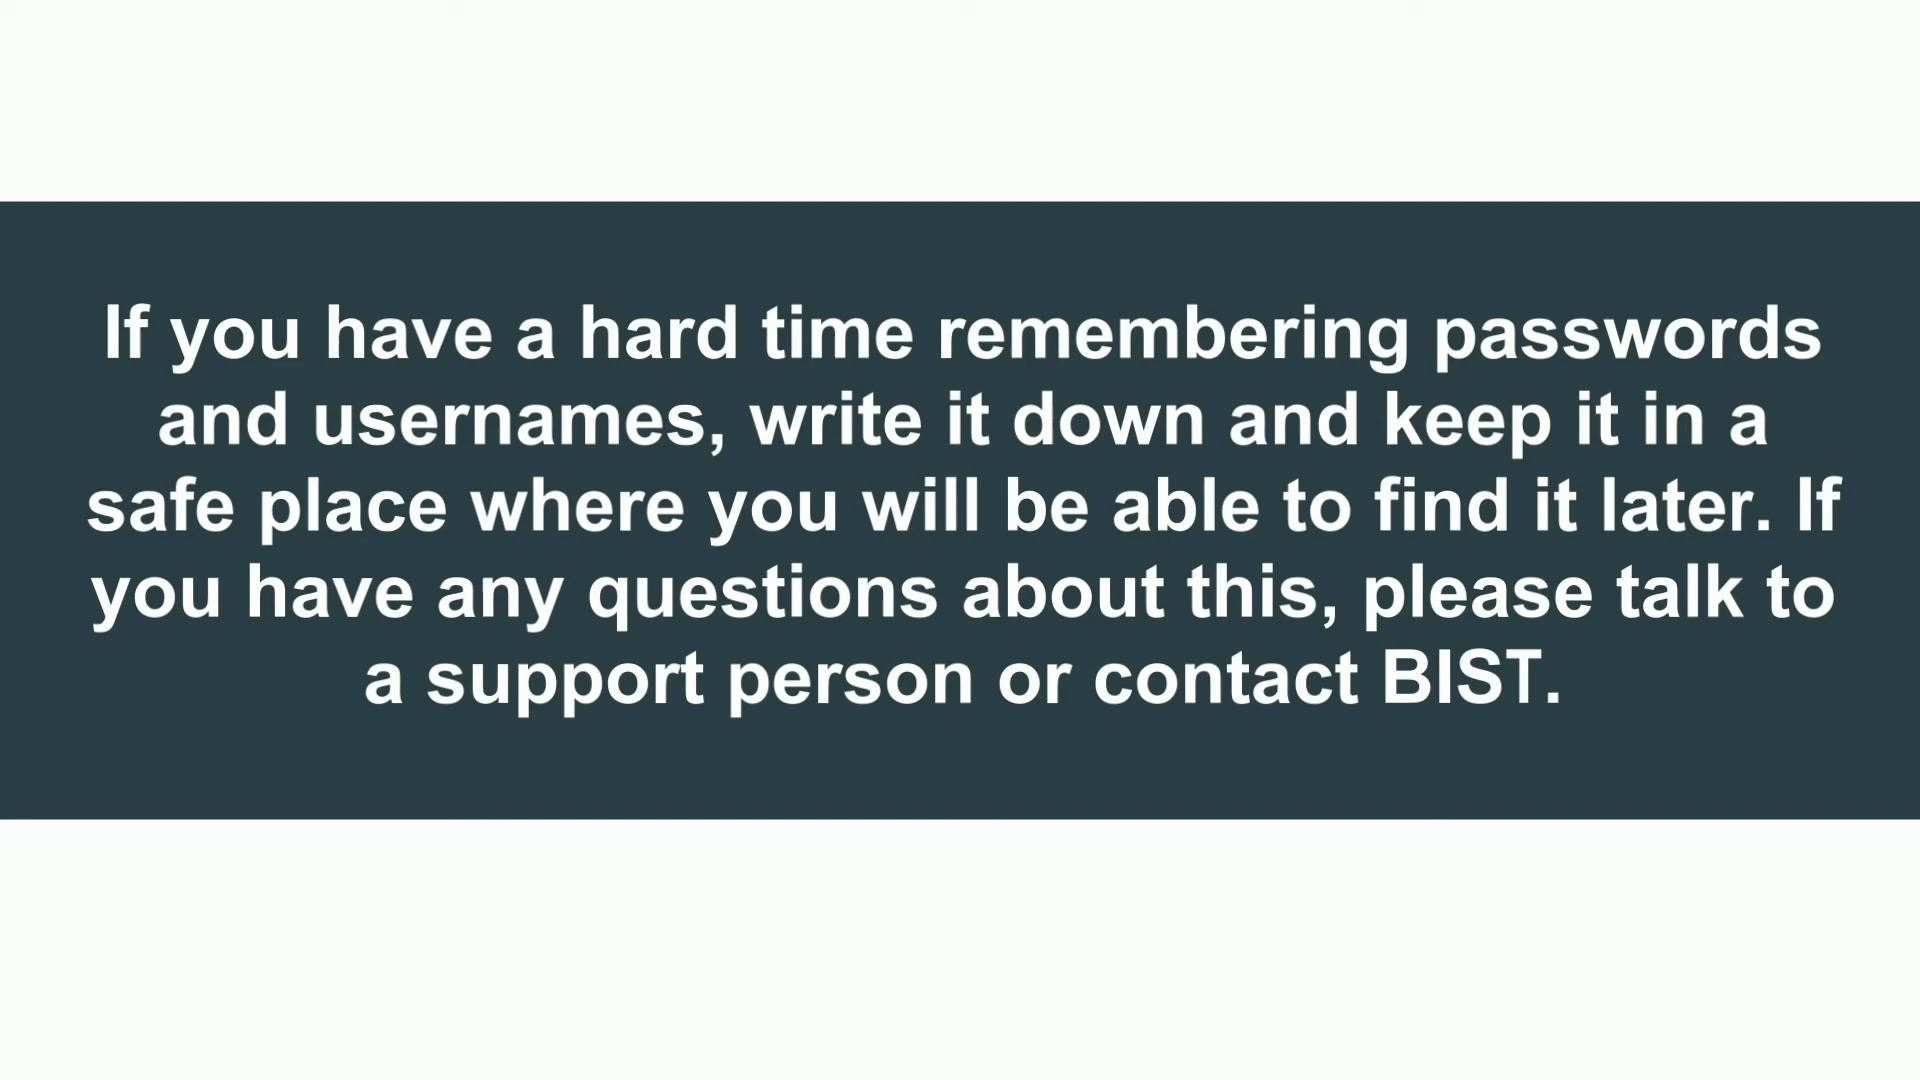 If you have a hard time remembering passwords
and usernames, write it down and keep it in a
safe place where you will be able to find it later. If
you have any questions about this, please talk to
a support person or contact BIST.